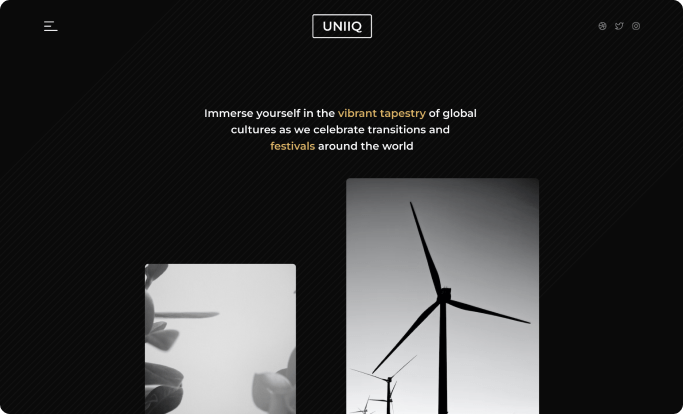 UNIIQ
Immerse yourself in the vibrant tapestry of global
cultures as we celebrate transitions and
festivals around the world